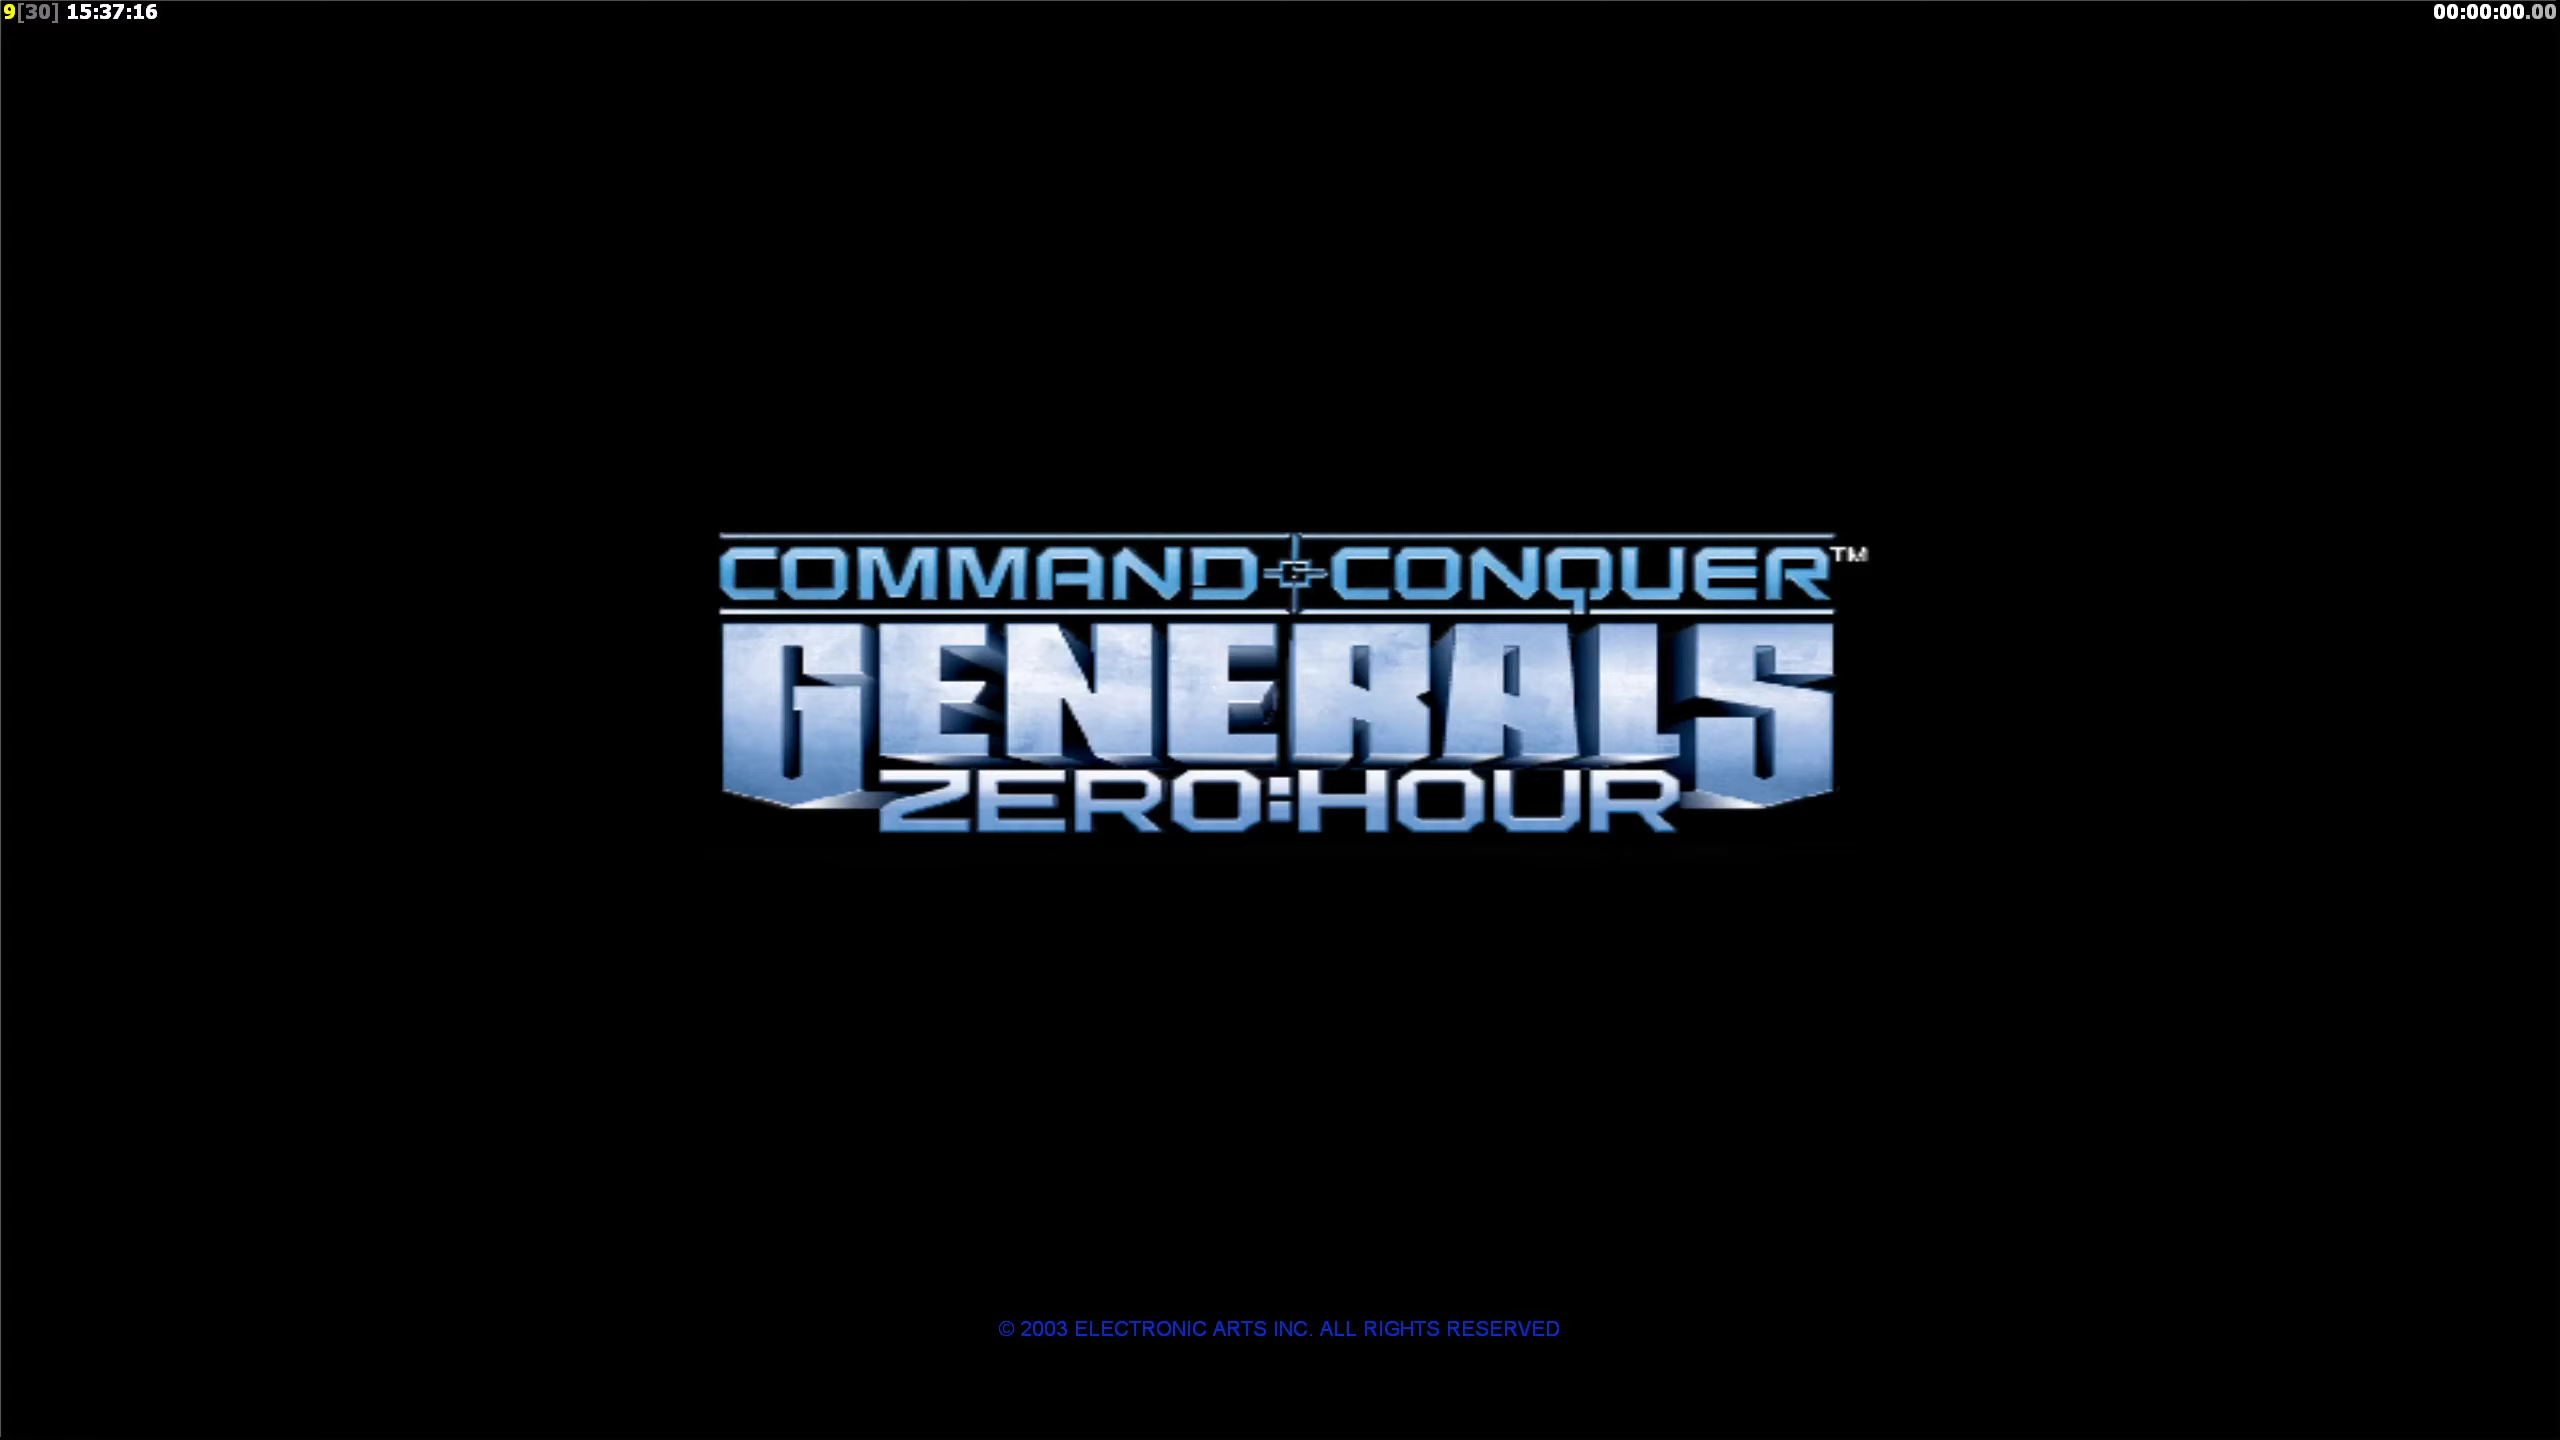 9[30] 15:37:16
00:00:00.00
COMMAND & CONQUER™
GENERALS
ZERO:HOUR
© 2003 ELECTRONIC ARTS INC. ALL RIGHTS RESERVED